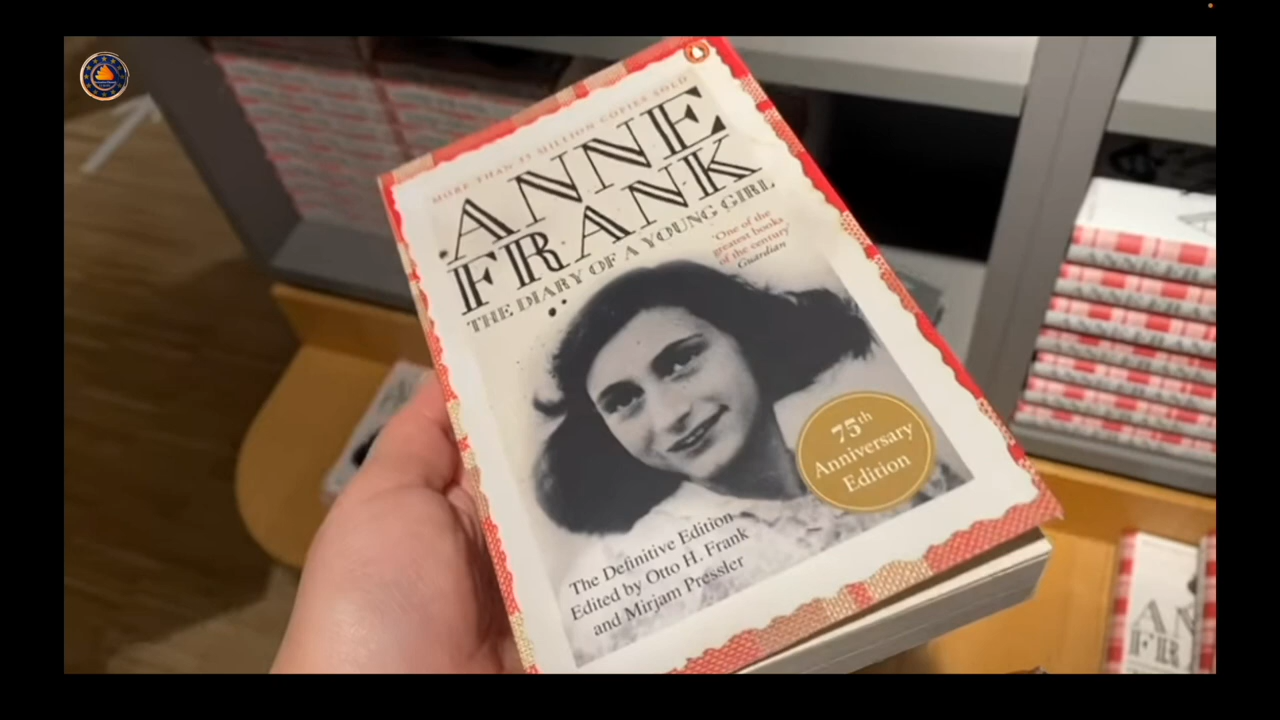 MORE THAN 35 MILLION COPIES SOLD
ANNE
FRANK
THE DIARY OF A YOUNG GIRL
'One of the
greatest books
of the century'
Guardian
75th
Anniversary
Edition
The Definitive Edition
Edited by Otto H. Frank
and Mirjam Pressler